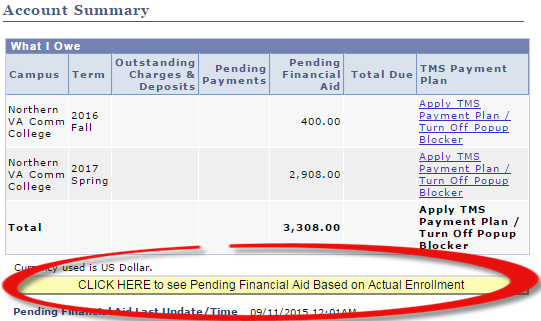 Account Summary
What I Owe
Campus Term Outstanding Charges & Deposits Pending Payments Pending Financial Aid Total Due TMS Payment Plan
Northern VA Comm College 2016 Fall 400.00 Apply TMS Payment Plan / Turn Off Popup Blocker
Northern VA Comm College 2017 Spring 2,908.00 Apply TMS Payment Plan / Turn Off Popup Blocker
Total 3,308.00 Apply TMS Payment Plan / Turn Off Popup Blocker
Currency used is US Dollar.
CLICK HERE to see Pending Financial Aid Based on Actual Enrollment
Pending Financial Aid Last Update/Time 09/11/2015 12:01AM